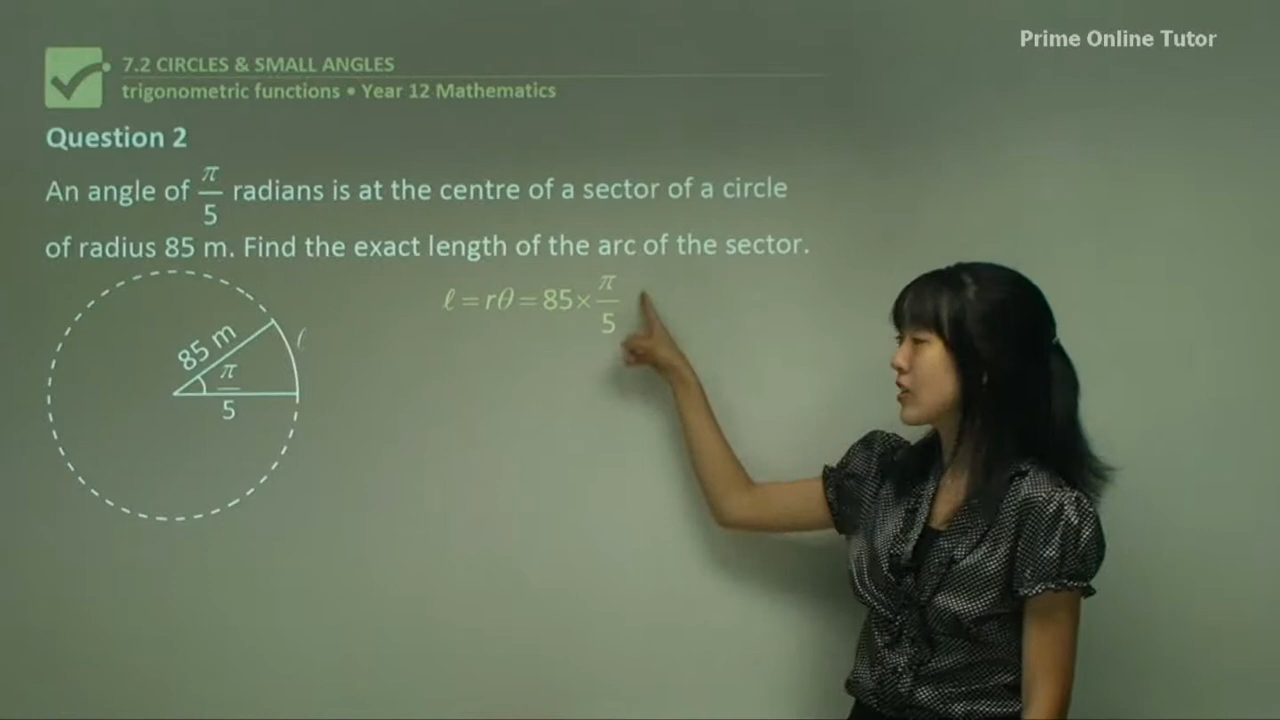 Prime Online Tutor
7.2 CIRCLES & SMALL ANGLES
trigonometric functions • Year 12 Mathematics
Question 2
An angle of π/5 radians is at the centre of a sector of a circle
of radius 85 m. Find the exact length of the arc of the sector.
ℓ = rθ = 85 × π/5
85 m
π/5